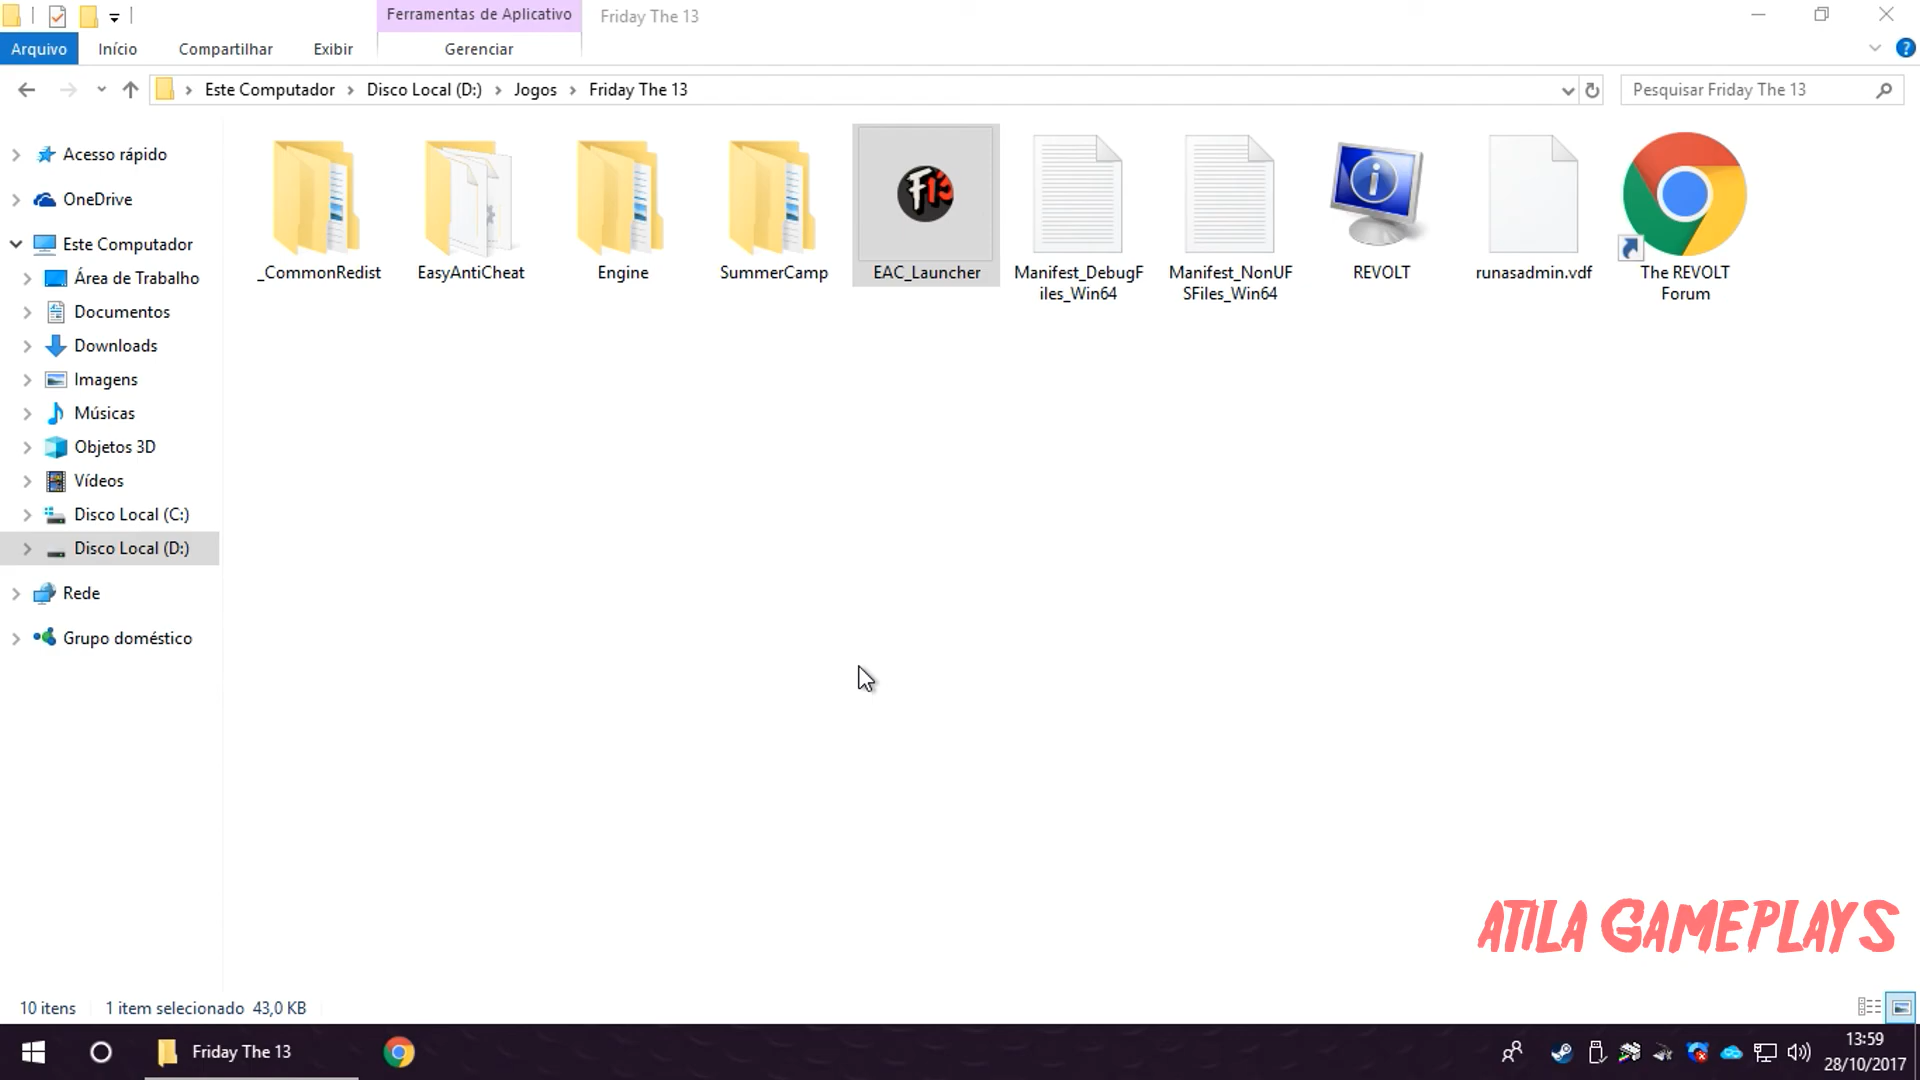 Ferramentas de Aplicativo
Friday The 13
Arquivo
Início
Compartilhar
Exibir
Gerenciar
?
Este Computador
Disco Local (D:)
Jogos
Friday The 13
Pesquisar Friday The 13
Acesso rápido
OneDrive
Este Computador
Área de Trabalho
Documentos
Downloads
Imagens
Músicas
Objetos 3D
Vídeos
Disco Local (C:)
Disco Local (D:)
Rede
Grupo doméstico
F13
_CommonRedist
EasyAntiCheat
Engine
SummerCamp
EAC_Launcher
Manifest_DebugF
iles_Win64
Manifest_NonUF
SFiles_Win64
REVOLT
runasadmin.vdf
The REVOLT
Forum
ATILA GAMEPLAYS
10 itens
1 item selecionado 43,0 KB
Friday The 13
13:59
28/10/2017